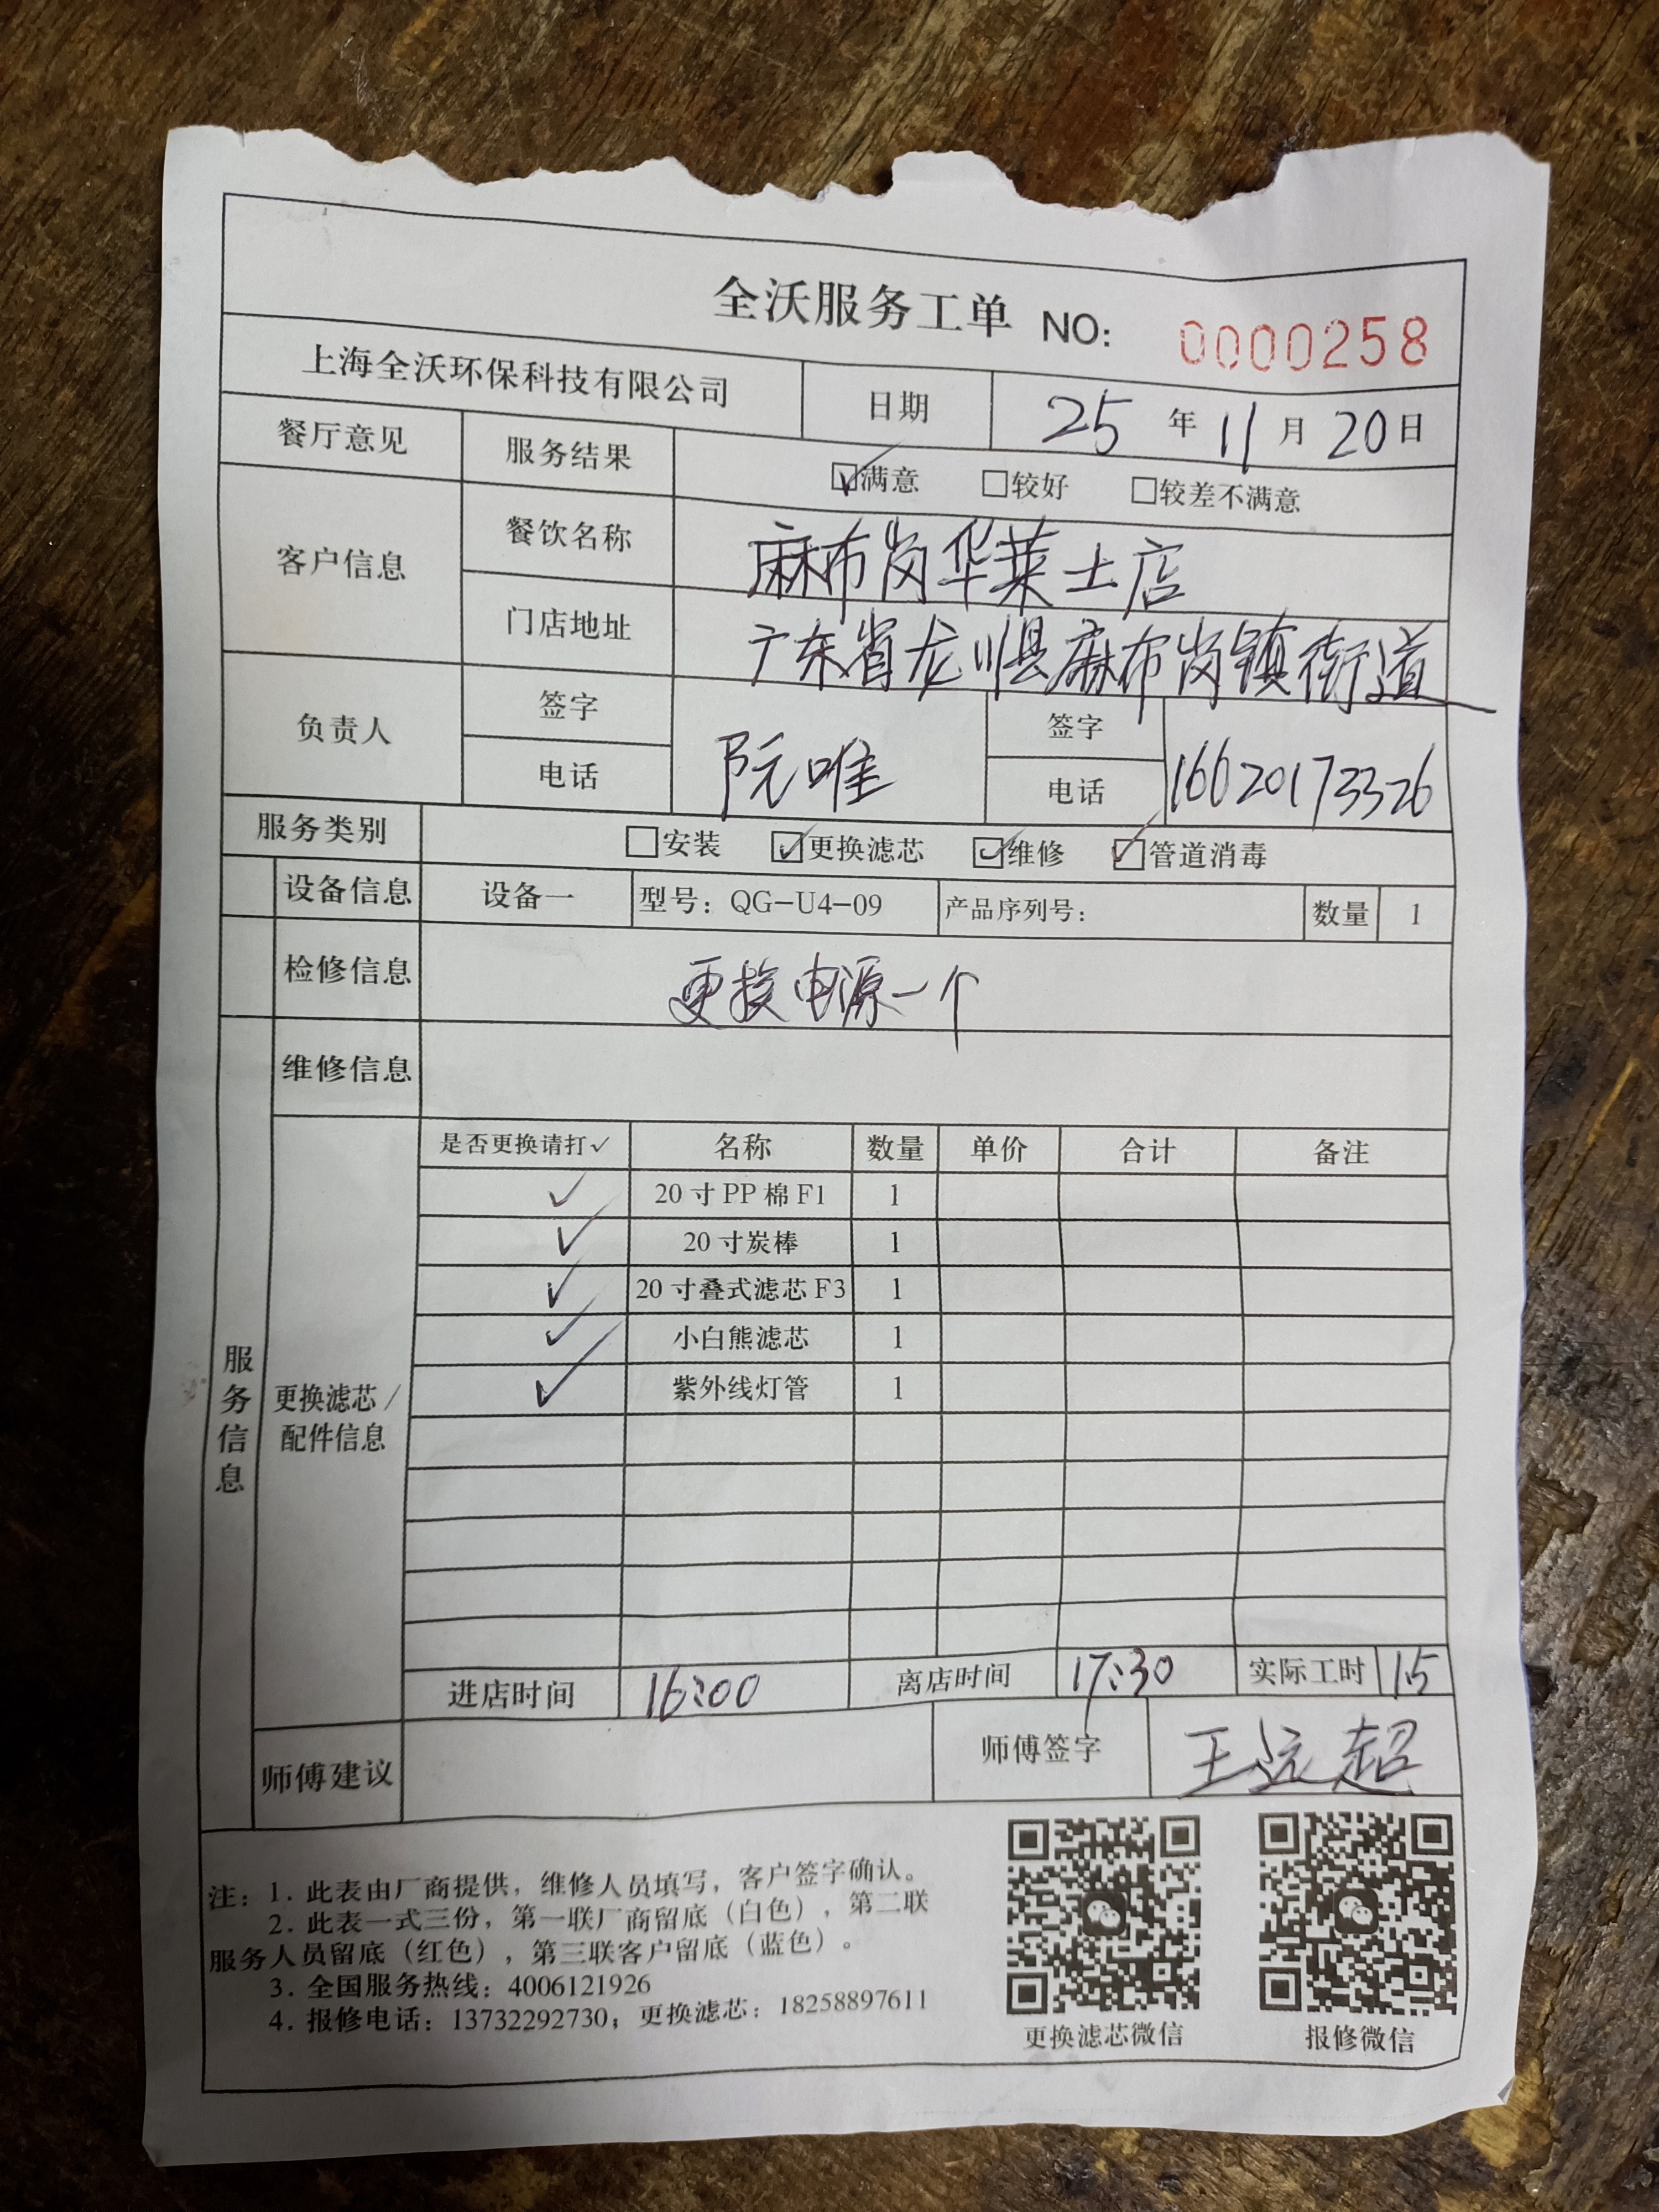 全沃服务工单 NO: 0000258
上海全沃环保科技有限公司 日期 25 年 11 月 20 日
餐厅意见 服务结果 ☑满意 □较好 □较差不满意
客户信息 餐饮名称 麻布岗华莱士店
门店地址 广东省龙川县麻布岗镇街道
负责人 签字 电话 阮唯 签字 电话 16620173326
服务类别 □安装 ☑更换滤芯 ☑维修 ☑管道消毒
设备信息 设备一 型号：QG-U4-09 产品序列号： 数量 1
检修信息 更换电源一个
维修信息
服务信息
更换滤芯/配件信息
是否更换请打✓ 名称 数量 单价 合计 备注
✓ 20寸PP棉F1 1
✓ 20寸炭棒 1
✓ 20寸叠式滤芯F3 1
✓ 小白熊滤芯 1
✓ 紫外线灯管 1
进店时间 16:00 离店时间 17:30 实际工时 1.5
师傅建议 师傅签字 王远超
注：1. 此表由厂商提供，维修人员填写，客户签字确认。
2. 此表一式三份，第一联厂商留底（白色），第二联
服务人员留底（红色），第三联客户留底（蓝色）。
3. 全国服务热线：4006121926
4. 报修电话：13732292730；更换滤芯：18258897611
更换滤芯微信 报修微信